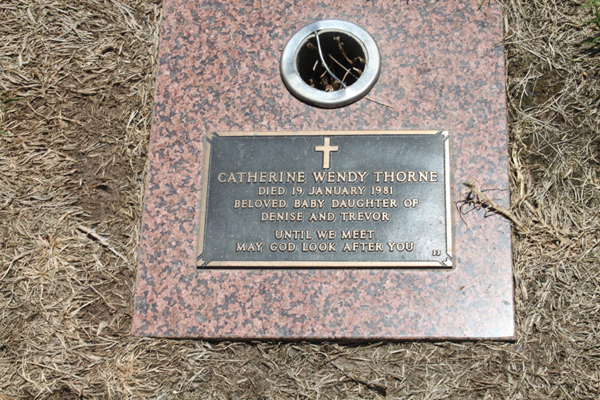 CATHERINE WENDY THORNE
DIED 19 JANUARY 1981
BELOVED BABY DAUGHTER OF
DENISE AND TREVOR
UNTIL WE MEET
MAY GOD LOOK AFTER YOU